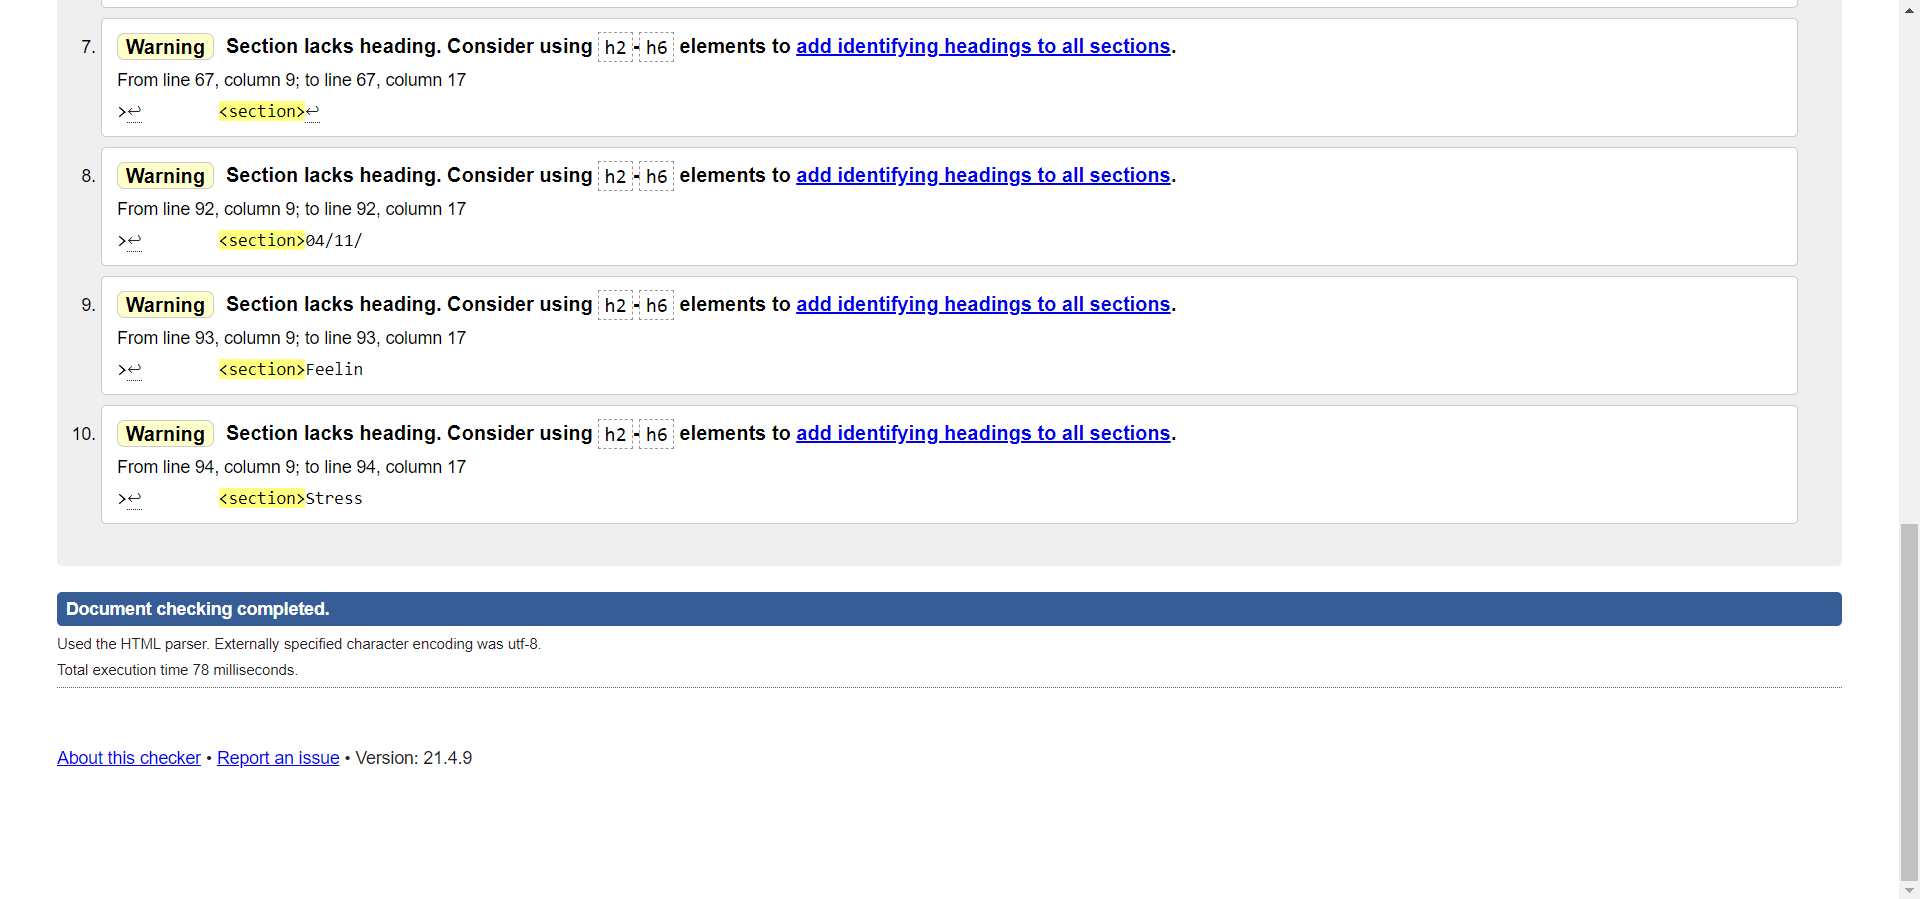 7. Warning Section lacks heading. Consider using h2-h6 elements to add identifying headings to all sections.
From line 67, column 9; to line 67, column 17
>↩        <section>↩
8. Warning Section lacks heading. Consider using h2-h6 elements to add identifying headings to all sections.
From line 92, column 9; to line 92, column 17
>↩        <section>04/11/
9. Warning Section lacks heading. Consider using h2-h6 elements to add identifying headings to all sections.
From line 93, column 9; to line 93, column 17
>↩        <section>Feelin
10. Warning Section lacks heading. Consider using h2-h6 elements to add identifying headings to all sections.
From line 94, column 9; to line 94, column 17
>↩        <section>Stress
Document checking completed.
Used the HTML parser. Externally specified character encoding was utf-8.
Total execution time 78 milliseconds.
About this checker • Report an issue • Version: 21.4.9